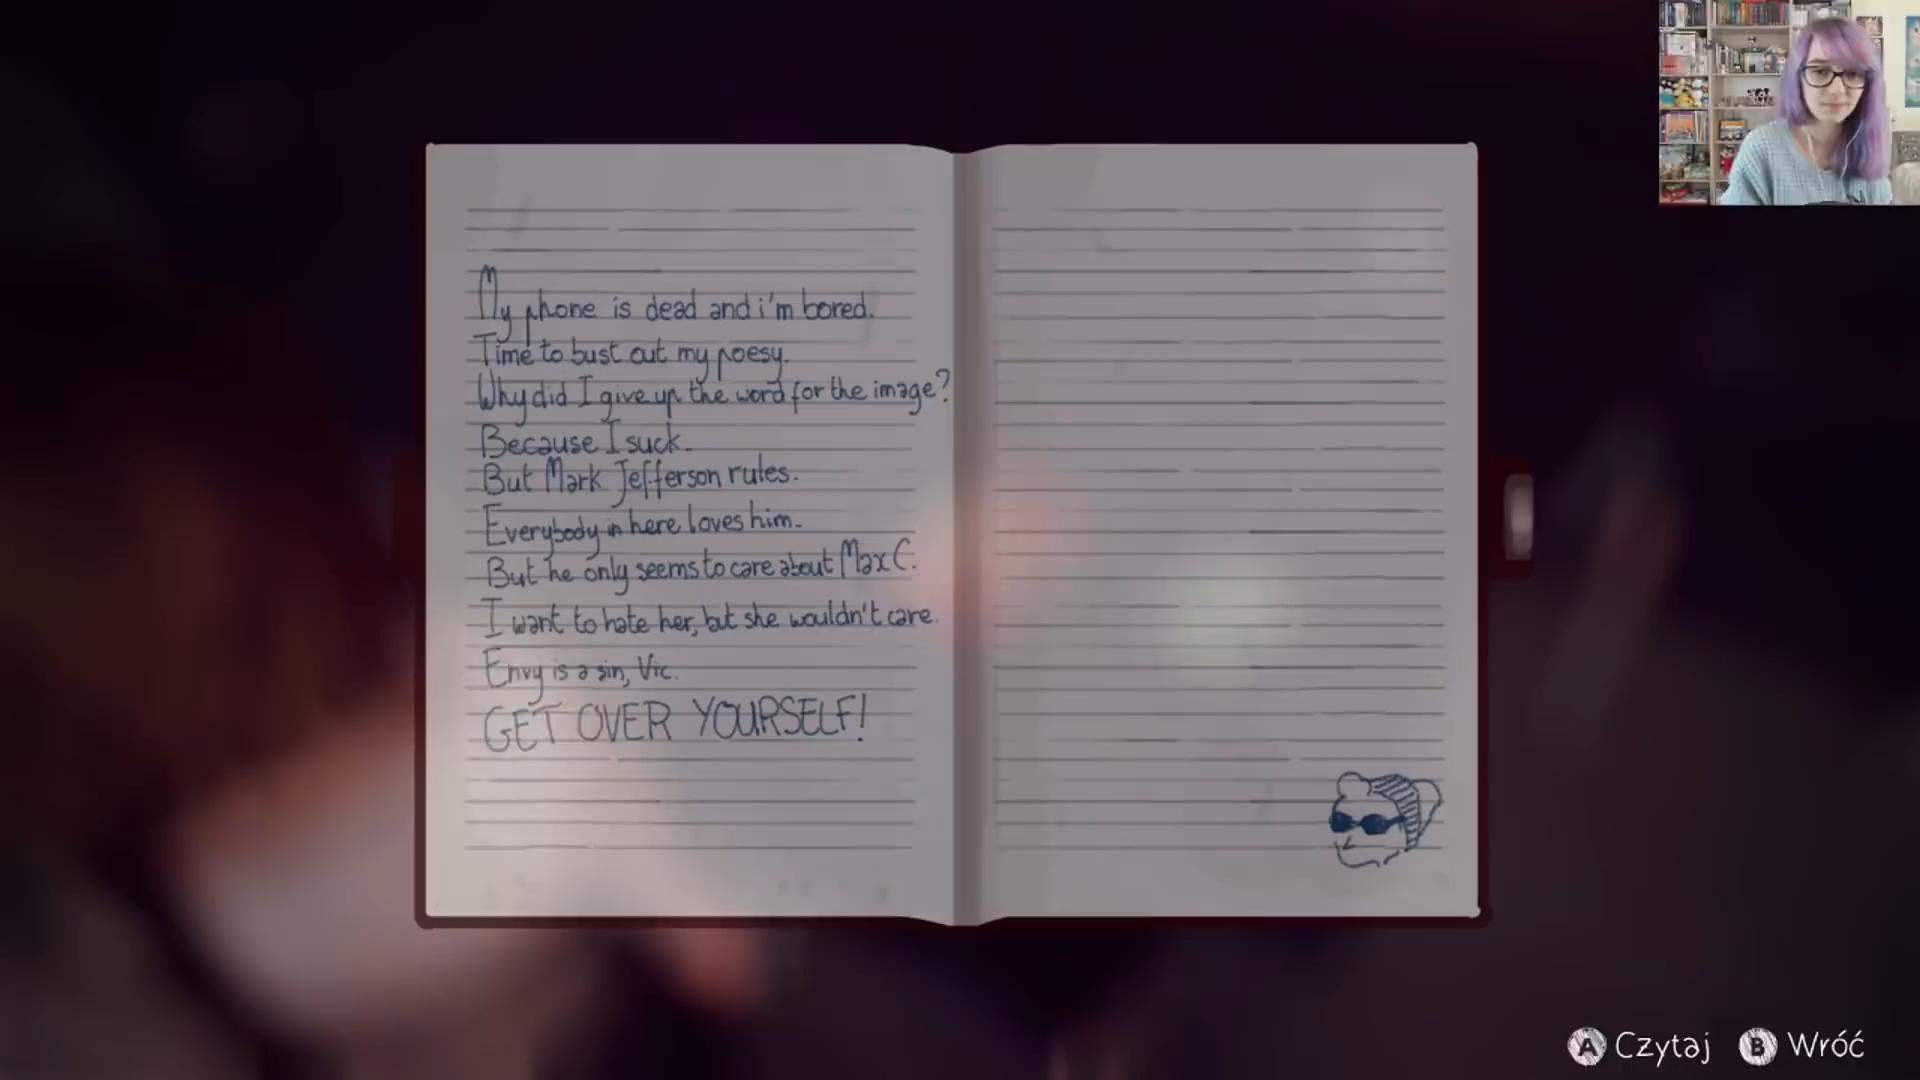 My phone is dead and i'm bored.
Time to bust out my poesy.
Why did I give up the word for the image?
Because I suck.
But Mark Jefferson rules.
Everybody in here loves him.
But he only seems to care about Max C.
I want to hate her, but she wouldn't care.
Envy is a sin, Vic.
GET OVER YOURSELF!
A Czytaj B Wróć